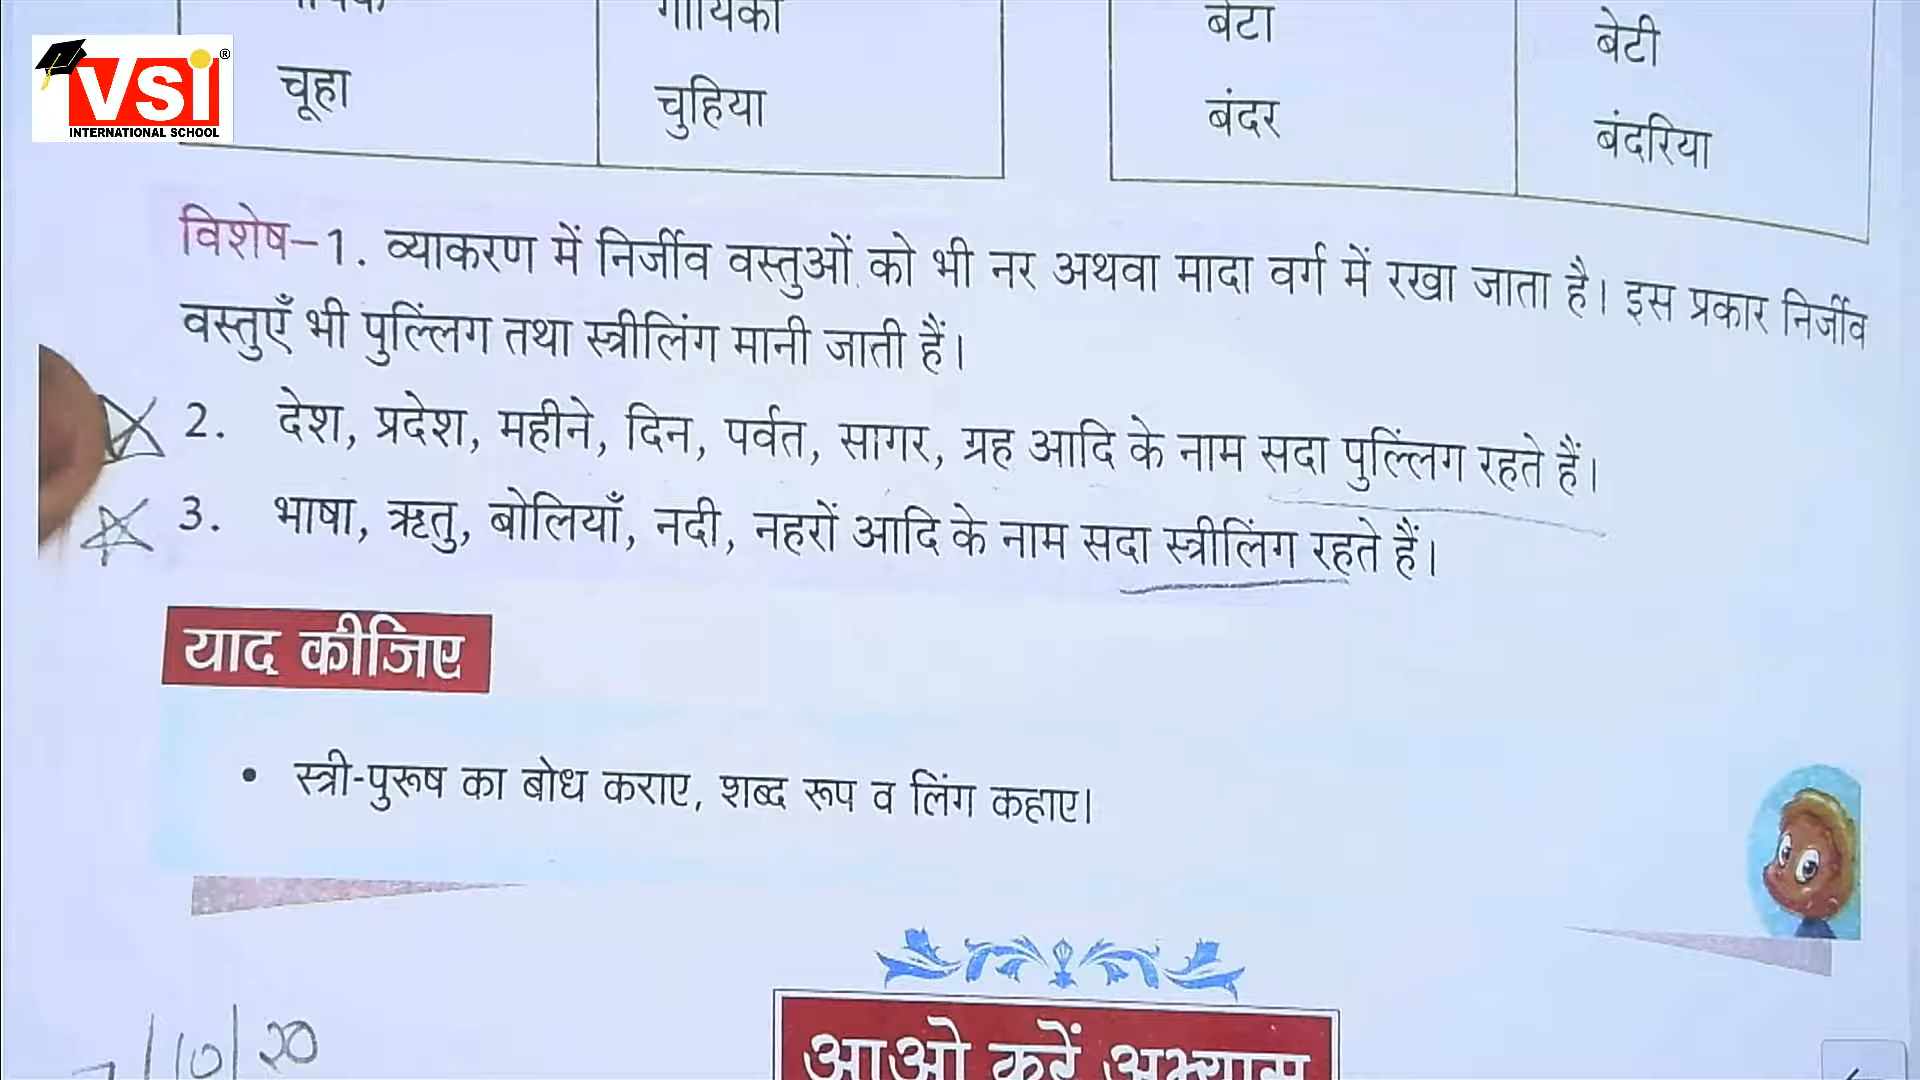 गायिका
बेटा
बेटी
VSI
INTERNATIONAL SCHOOL
चूहा
चुहिया
बंदर
बंदरिया
विशेष–1. व्याकरण में निर्जीव वस्तुओं को भी नर अथवा मादा वर्ग में रखा जाता है। इस प्रकार निर्जीव
वस्तुएँ भी पुल्लिंग तथा स्त्रीलिंग मानी जाती हैं।
2. देश, प्रदेश, महीने, दिन, पर्वत, सागर, ग्रह आदि के नाम सदा पुल्लिंग रहते हैं।
3. भाषा, ऋतु, बोलियाँ, नदी, नहरों आदि के नाम सदा स्त्रीलिंग रहते हैं।
याद कीजिए
• स्त्री-पुरूष का बोध कराए, शब्द रूप व लिंग कहाए।
/10/20
आओ करें अभ्यास